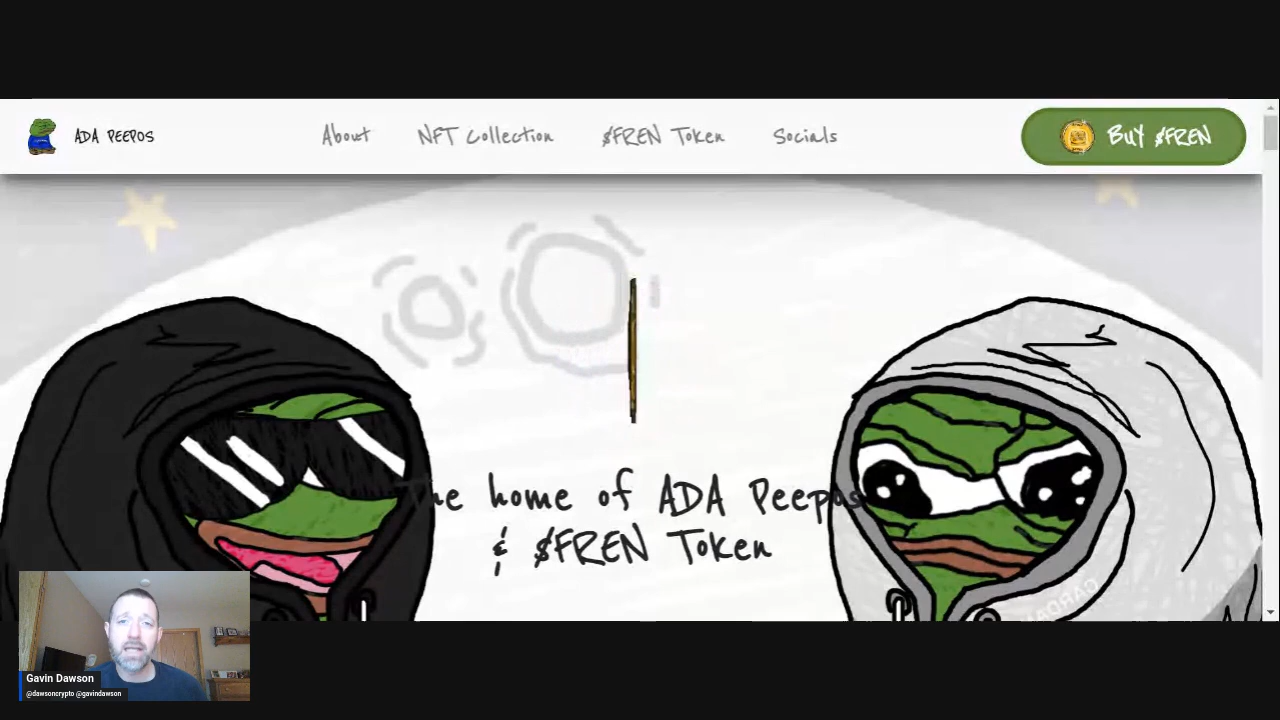 ADA PEEPOS
About
NFT Collection
$FREN Token
Socials
BUY $FREN
The home of ADA Peepos
& $FREN Token
Gavin Dawson
@dawsoncrypto @gavindawson